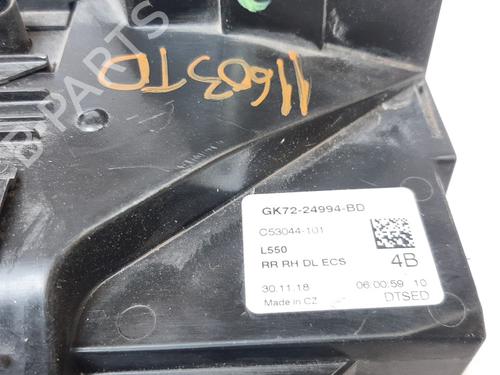 11603TD
B-PARTS
GK72-24994-BD
C53044-101
L550
RR RH DL ECS
4B
30.11.18
06:00:59 10
Made in CZ
DTSED